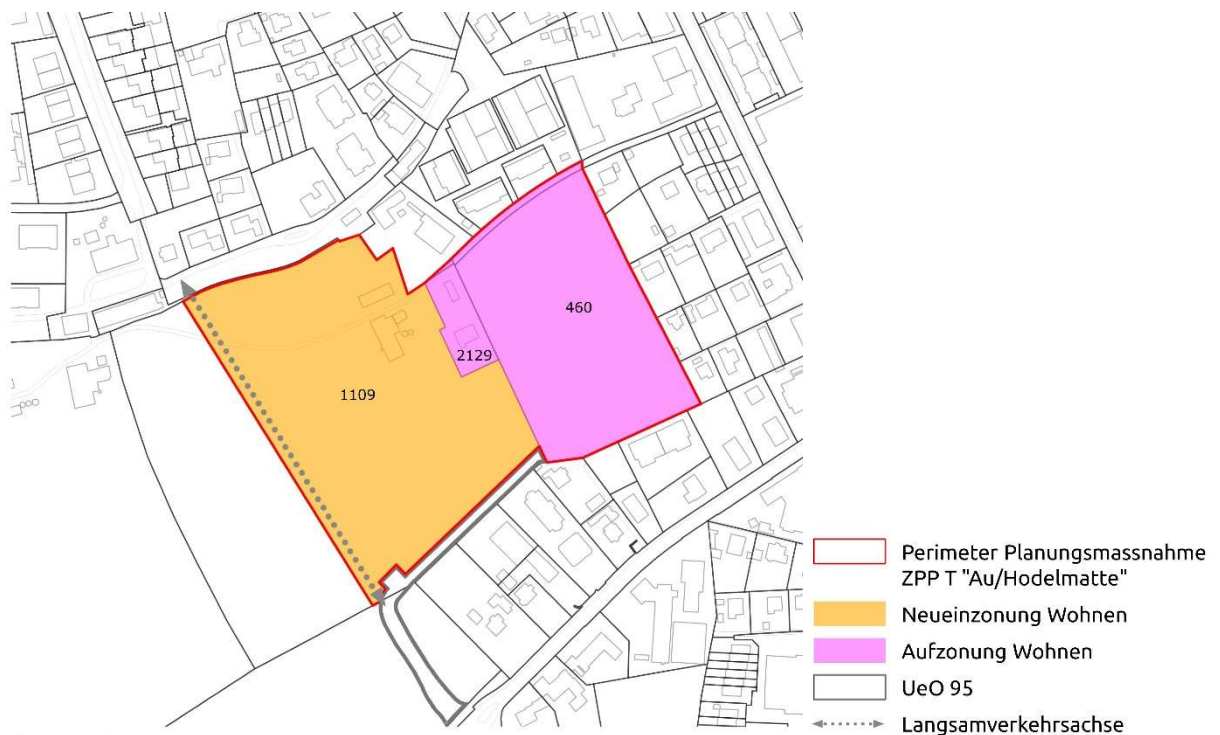 460
2129
1109
Perimeter Planungsmassnahme
ZPP T "Au/Hodelmatte"
Neueinzonung Wohnen
Aufzonung Wohnen
UeO 95
Langsamverkehrsachse